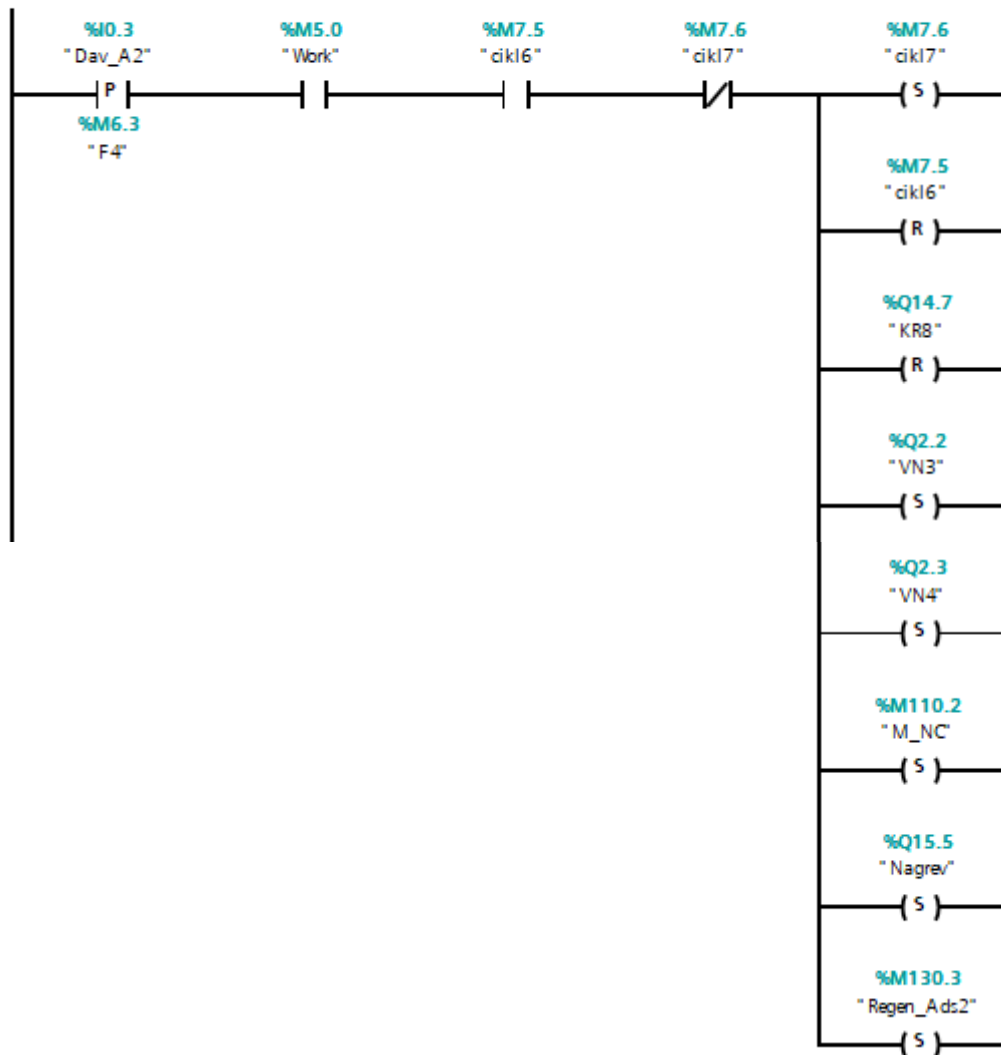 %I0.3 %M5.0 %M7.5 %M7.6 %M7.6
"Dav_A2" "Work" "cikl6" "cikl7" "cikl7"
P S
%M6.3
"F4"
%M7.5
"cikl6"
R
%Q14.7
"KR8"
R
%Q2.2
"VN3"
S
%Q2.3
"VN4"
S
%M110.2
"M_NC"
S
%Q15.5
"Nagrev"
S
%M130.3
"Regen_Ads2"
S